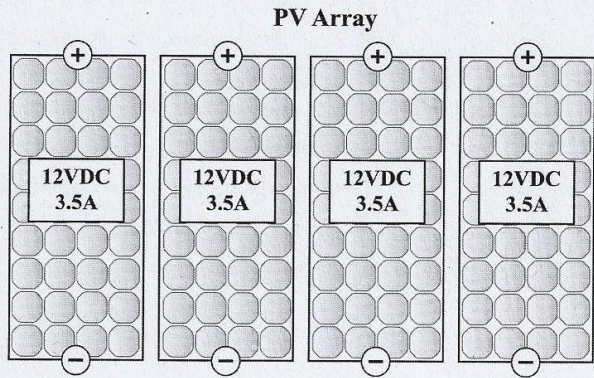 PV Array
+ + + +
12VDC 12VDC 12VDC 12VDC
3.5A 3.5A 3.5A 3.5A
− − − −